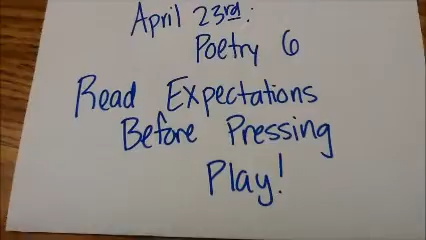 April 23rd:
Poetry 6
Read Expectations
Before Pressing
Play!